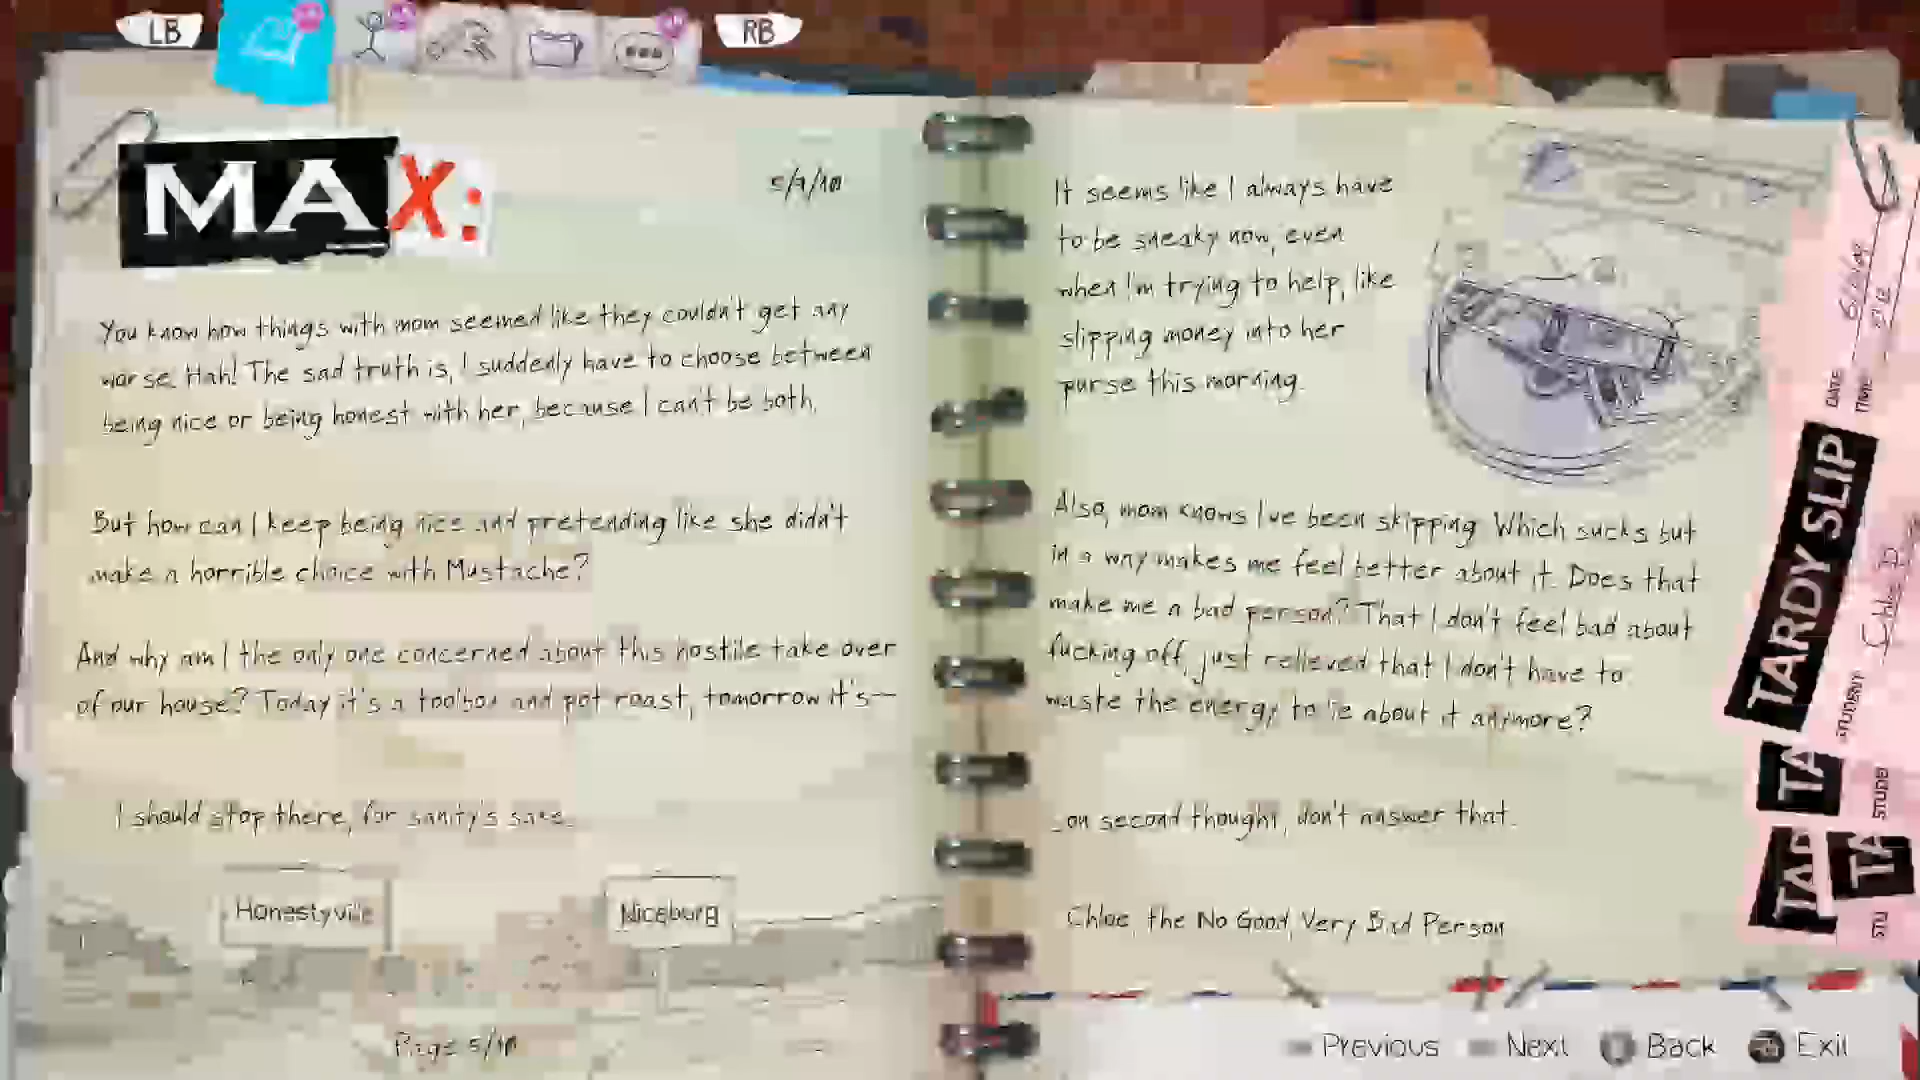 LB
RB
MAX:
5/7/10
You know how things with mom seemed like they couldn't get any
worse. Hah! The sad truth is, I suddenly have to choose between
being nice or being honest with her, because I can't be both.
But how can I keep being nice and pretending like she didn't
make a horrible choice with Mustache?
And why am I the only one concerned about this hostile take over
of our house? Today it's a toolbox and pot roast, tomorrow it's—
I should stop there, for sanity's sake.
Honestyville
Niceburg
Page 5/10
It seems like I always have
to be sneaky now, even
when I'm trying to help, like
slipping money into her
purse this morning.
Also, mom knows I've been skipping. Which sucks but
in a way makes me feel better about it. Does that
make me a bad person? That I don't feel bad about
fucking off, just relieved that I don't have to
waste the energy to lie about it anymore?
...on second thought, don't answer that.
Chloe, the No Good, Very Bad Person
TARDY SLIP
DATE
TIME
STUDENT
Chloe P
TA
STUDE
TAR
TA
STU
Previous
Next
Back
Exit